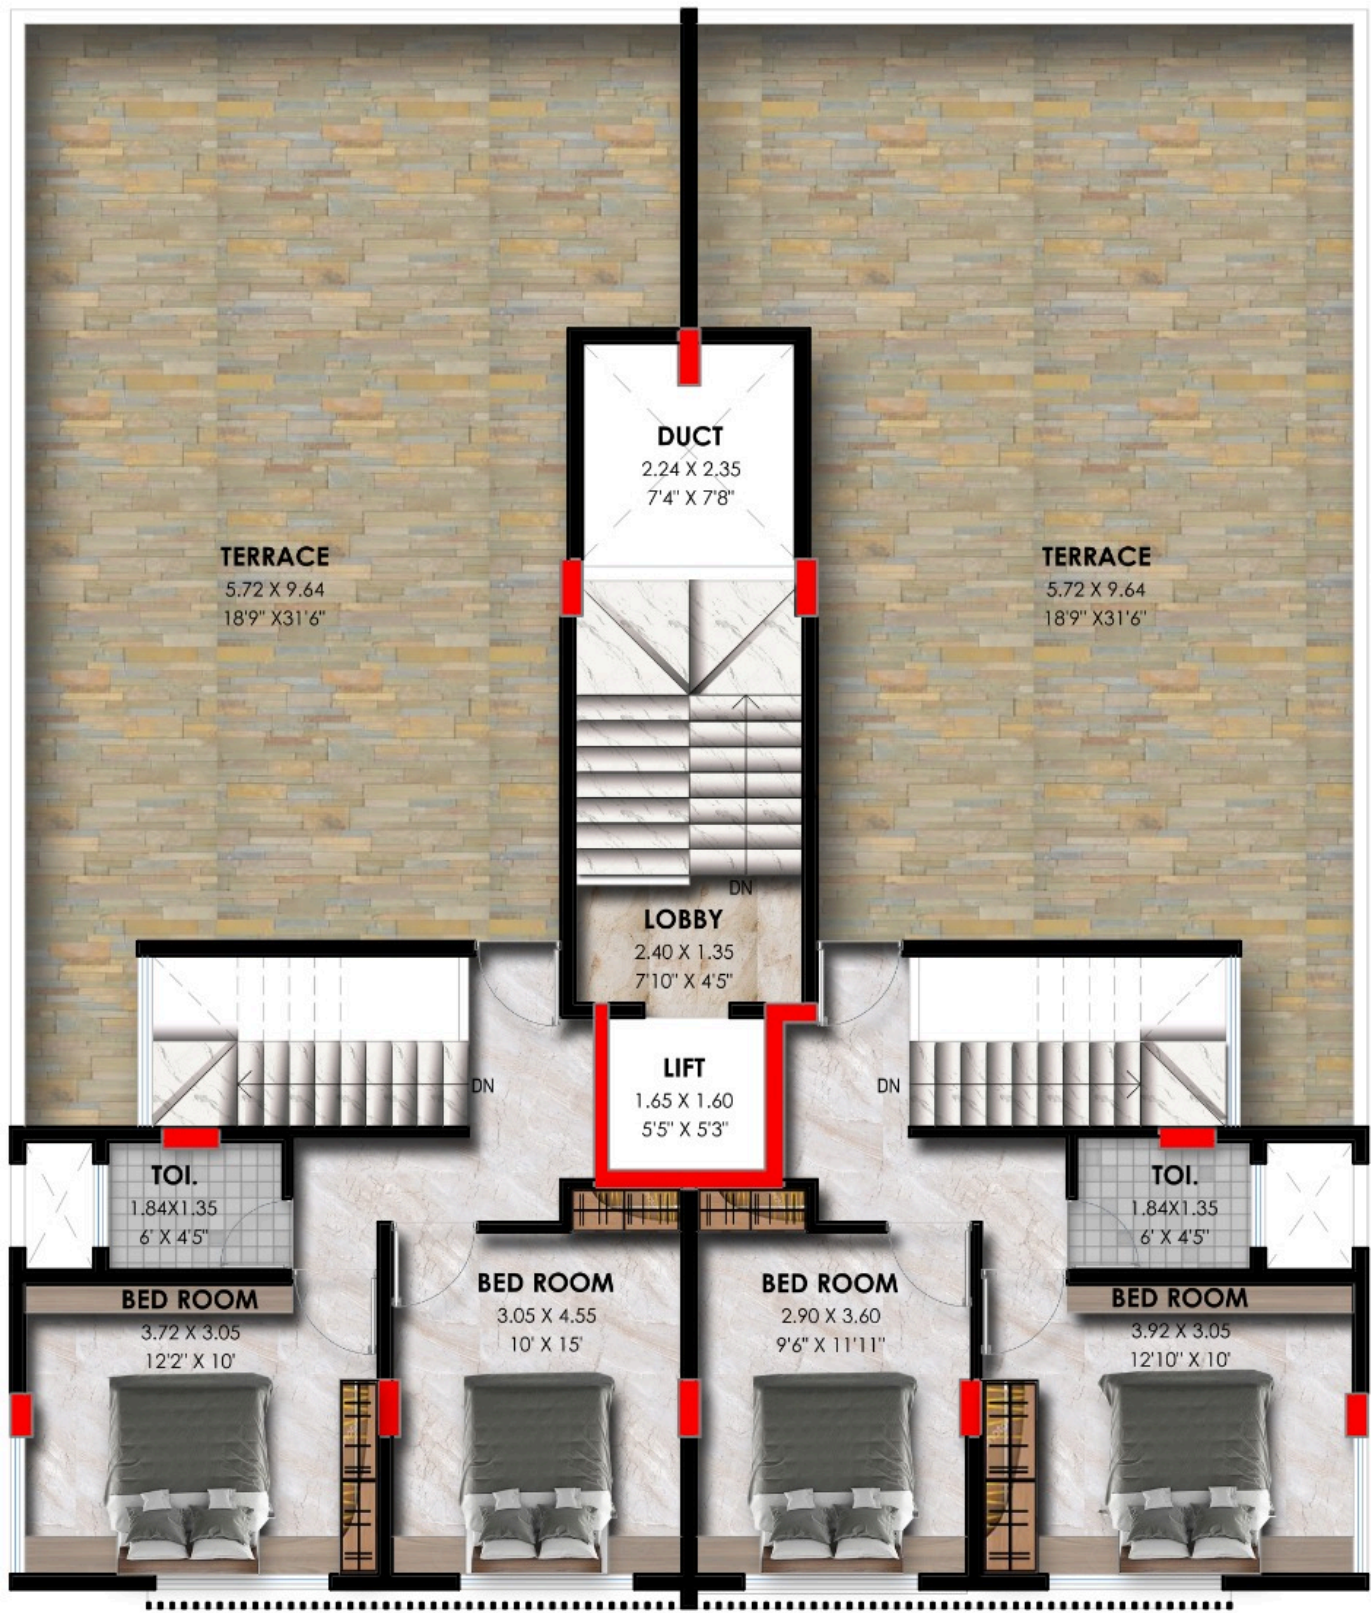 DUCT
2.24 X 2.35
7'4" X 7'8"
TERRACE
5.72 X 9.64
18'9" X31'6"
TERRACE
5.72 X 9.64
18'9" X31'6"
DN
LOBBY
2.40 X 1.35
7'10" X 4'5"
LIFT
1.65 X 1.60
5'5" X 5'3"
DN
DN
TOI.
1.84X1.35
6' X 4'5"
TOI.
1.84X1.35
6' X 4'5"
BED ROOM
3.72 X 3.05
12'2" X 10'
BED ROOM
3.05 X 4.55
10' X 15'
BED ROOM
2.90 X 3.60
9'6" X 11'11"
BED ROOM
3.92 X 3.05
12'10" X 10'